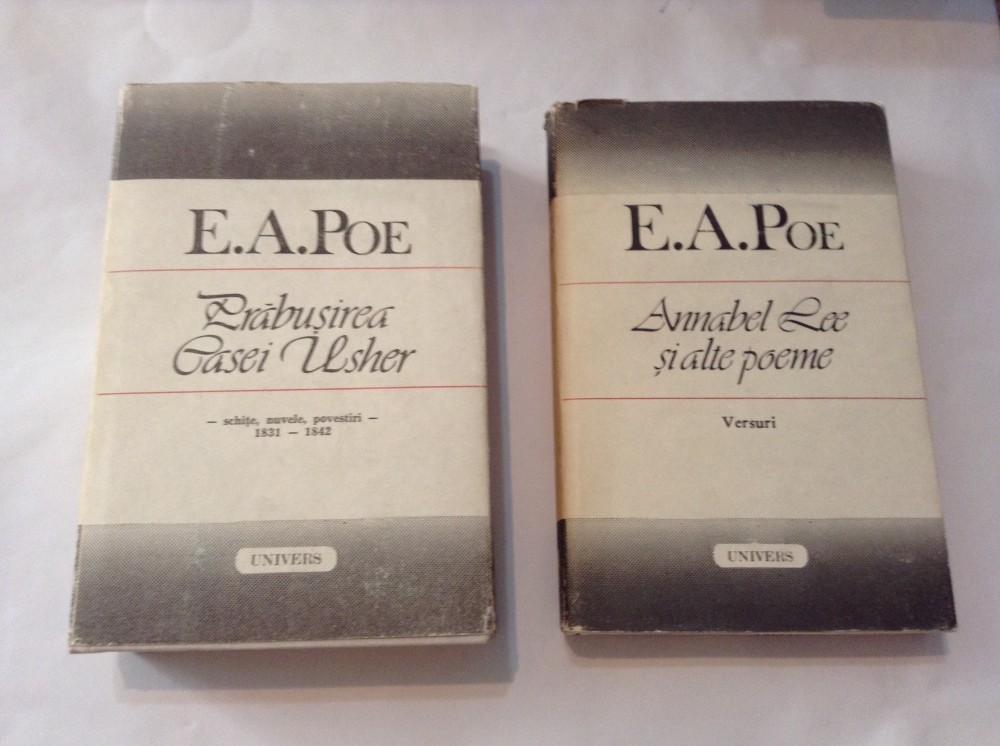 E.A.POE
Prăbușirea
Casei Usher
— schițe, nuvele, povestiri —
1831 — 1842
UNIVERS
E.A.POE
Annabel Lee
și alte poeme
Versuri
UNIVERS